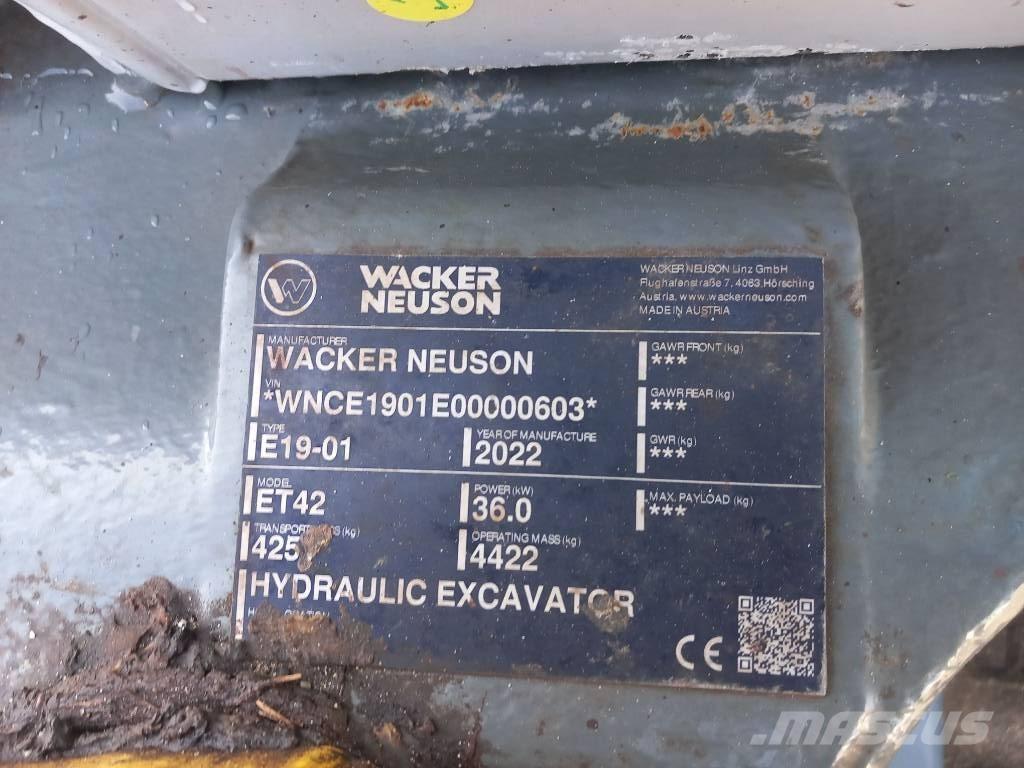 WACKER
NEUSON
WACKER NEUSON Linz GmbH
Flughafenstraße 7, 4063 Hörsching
Austria, www.wackerneuson.com
MADE IN AUSTRIA
MANUFACTURER
WACKER NEUSON
GAWR FRONT (kg)
***
VIN
*WNCE1901E00000603*
GAWR REAR (kg)
***
TYPE
E19-01
YEAR OF MANUFACTURE
2022
GWR (kg)
***
MODEL
ET42
POWER (kW)
36.0
MAX. PAYLOAD (kg)
***
(kg)
OPERATING MASS (kg)
4422
HYDRAULIC EXCAVATOR
CE
MASCUS